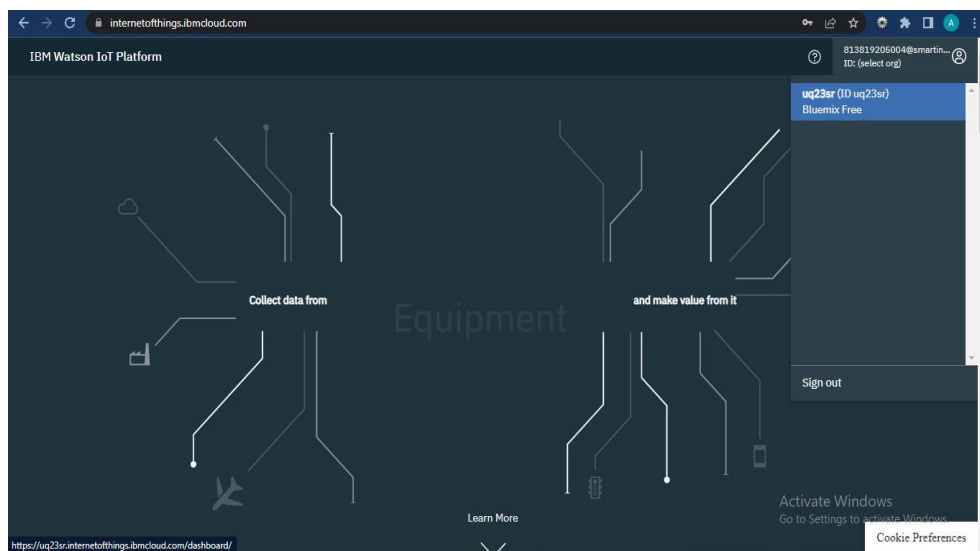 internetofthings.ibmcloud.com
A
IBM Watson IoT Platform
?
813819205004@smartin...
ID: (select org)
uq23sr (ID uq23sr)
Bluemix Free
Collect data from
Equipment
and make value from it
Sign out
Learn More
Activate Windows
Go to Settings to activate Windows.
Cookie Preferences
https://uq23sr.internetofthings.ibmcloud.com/dashboard/